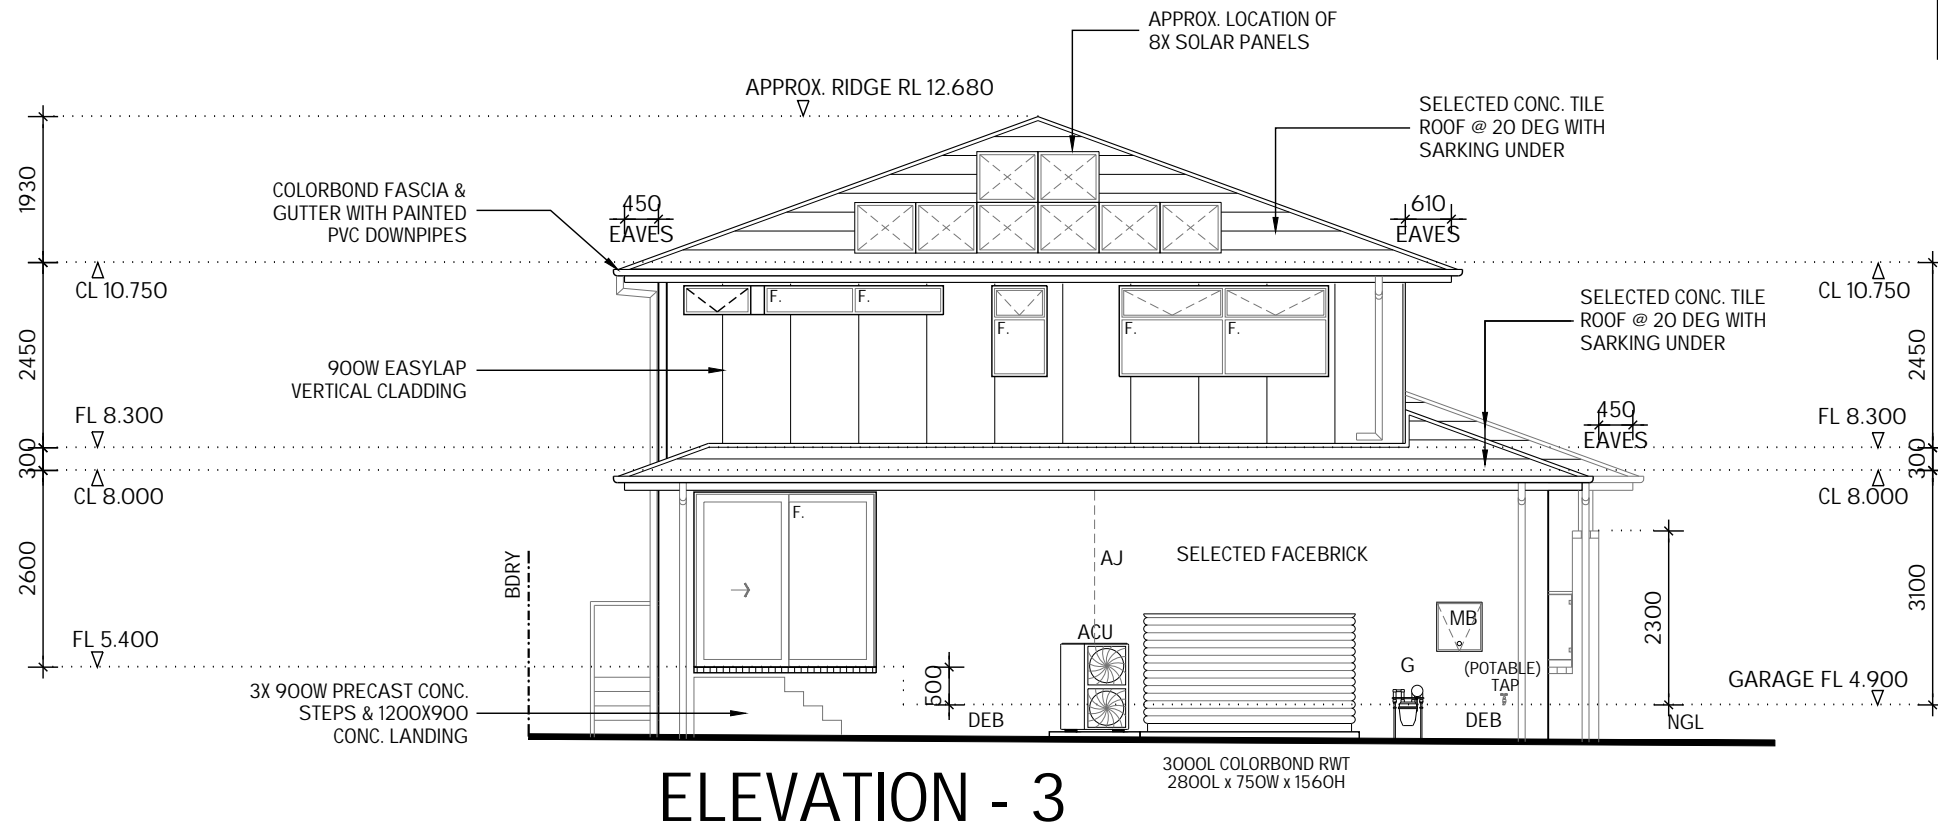 APPROX. LOCATION OF
8X SOLAR PANELS
APPROX. RIDGE RL 12.680
SELECTED CONC. TILE
ROOF @ 20 DEG WITH
SARKING UNDER
1930
COLORBOND FASCIA &
GUTTER WITH PAINTED
PVC DOWNPIPES
450
EAVES
610
EAVES
CL 10.750
CL 10.750
F.
F.
F.
F.
F.
SELECTED CONC. TILE
ROOF @ 20 DEG WITH
SARKING UNDER
2450
2450
900W EASYLAP
VERTICAL CLADDING
FL 8.300
FL 8.300
450
EAVES
300
300
CL 8.000
CL 8.000
F.
2600
BDRY
AJ
SELECTED FACEBRICK
2300
3100
MB
ACU
FL 5.400
G
(POTABLE)
TAP
GARAGE FL 4.900
500
3X 900W PRECAST CONC.
STEPS & 1200X900
CONC. LANDING
DEB
DEB
NGL
3000L COLORBOND RWT
2800L x 750W x 1560H
ELEVATION - 3